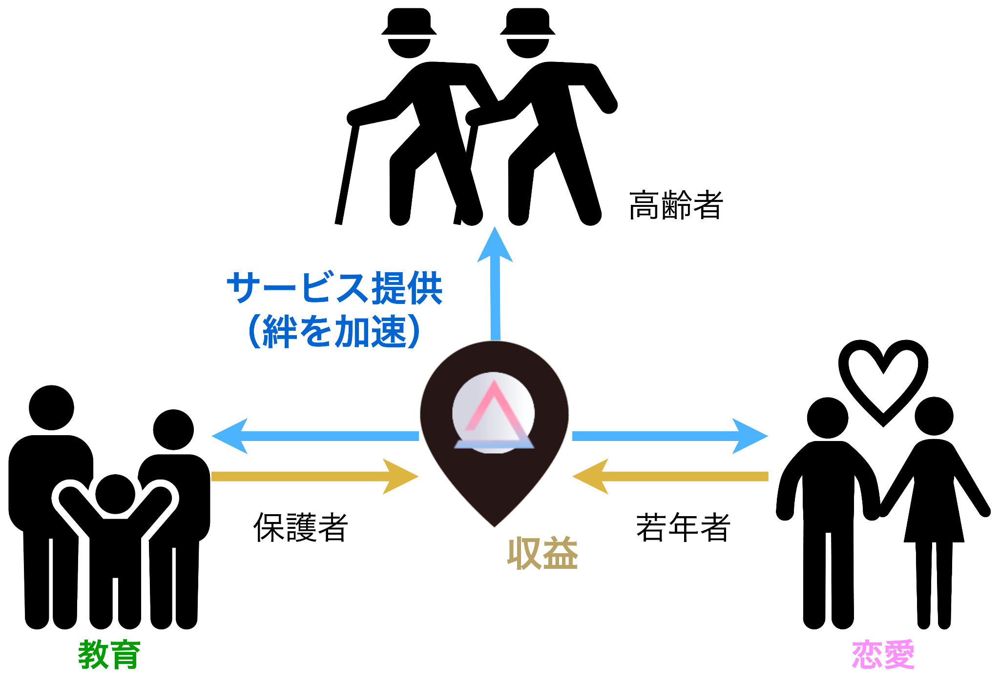 高齢者
サービス提供
（絆を加速）
保護者
若年者
収益
教育
恋愛